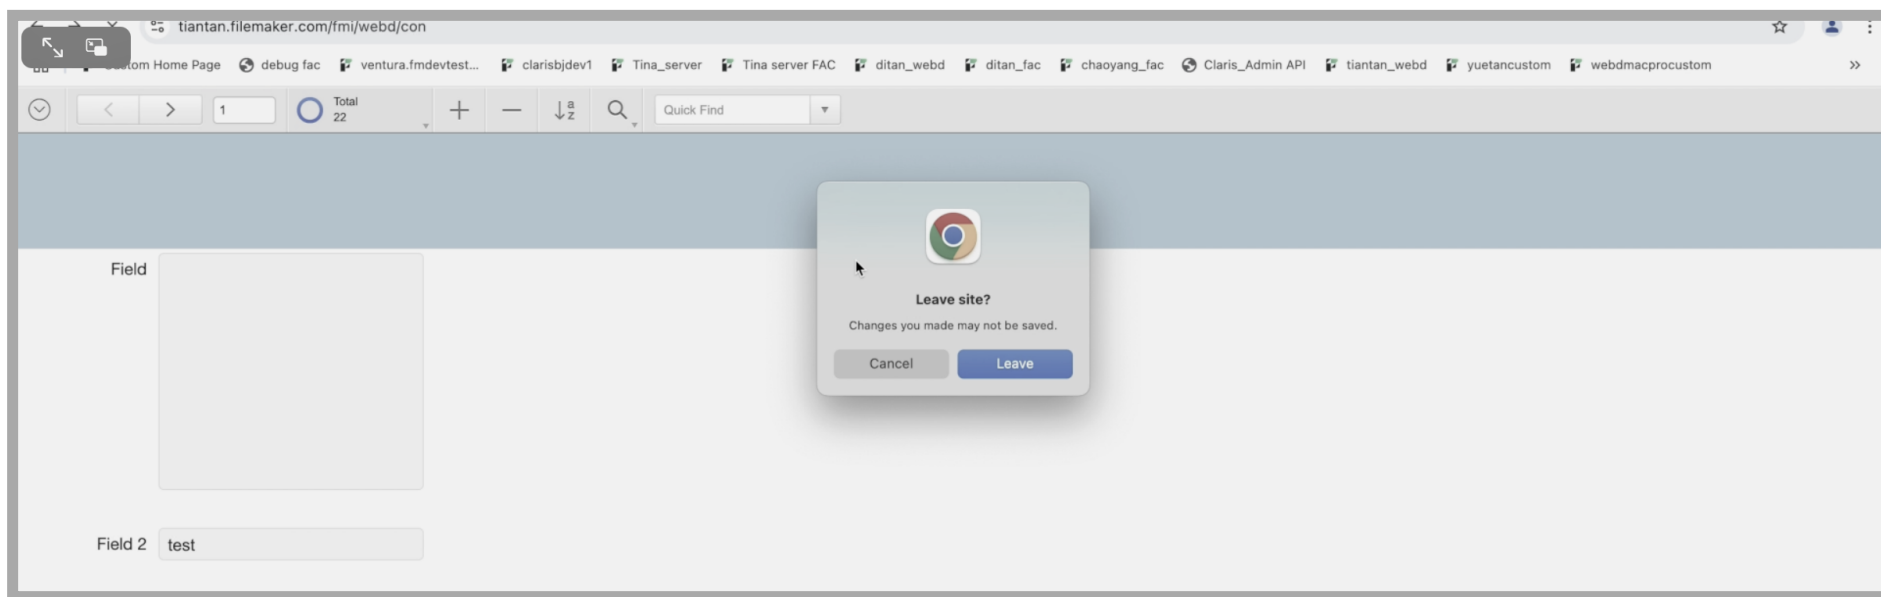 tiantan.filemaker.com/fmi/webd/con
tom Home Page debug fac ventura.fmdevtest... clarisbjdev1 Tina_server Tina server FAC ditan_webd ditan_fac chaoyang_fac Claris_Admin API tiantan_webd yuetancustom webdmacprocustom »
1 Total
22
a
z
Quick Find
Leave site?
Changes you made may not be saved.
Cancel Leave
Field
Field 2 test